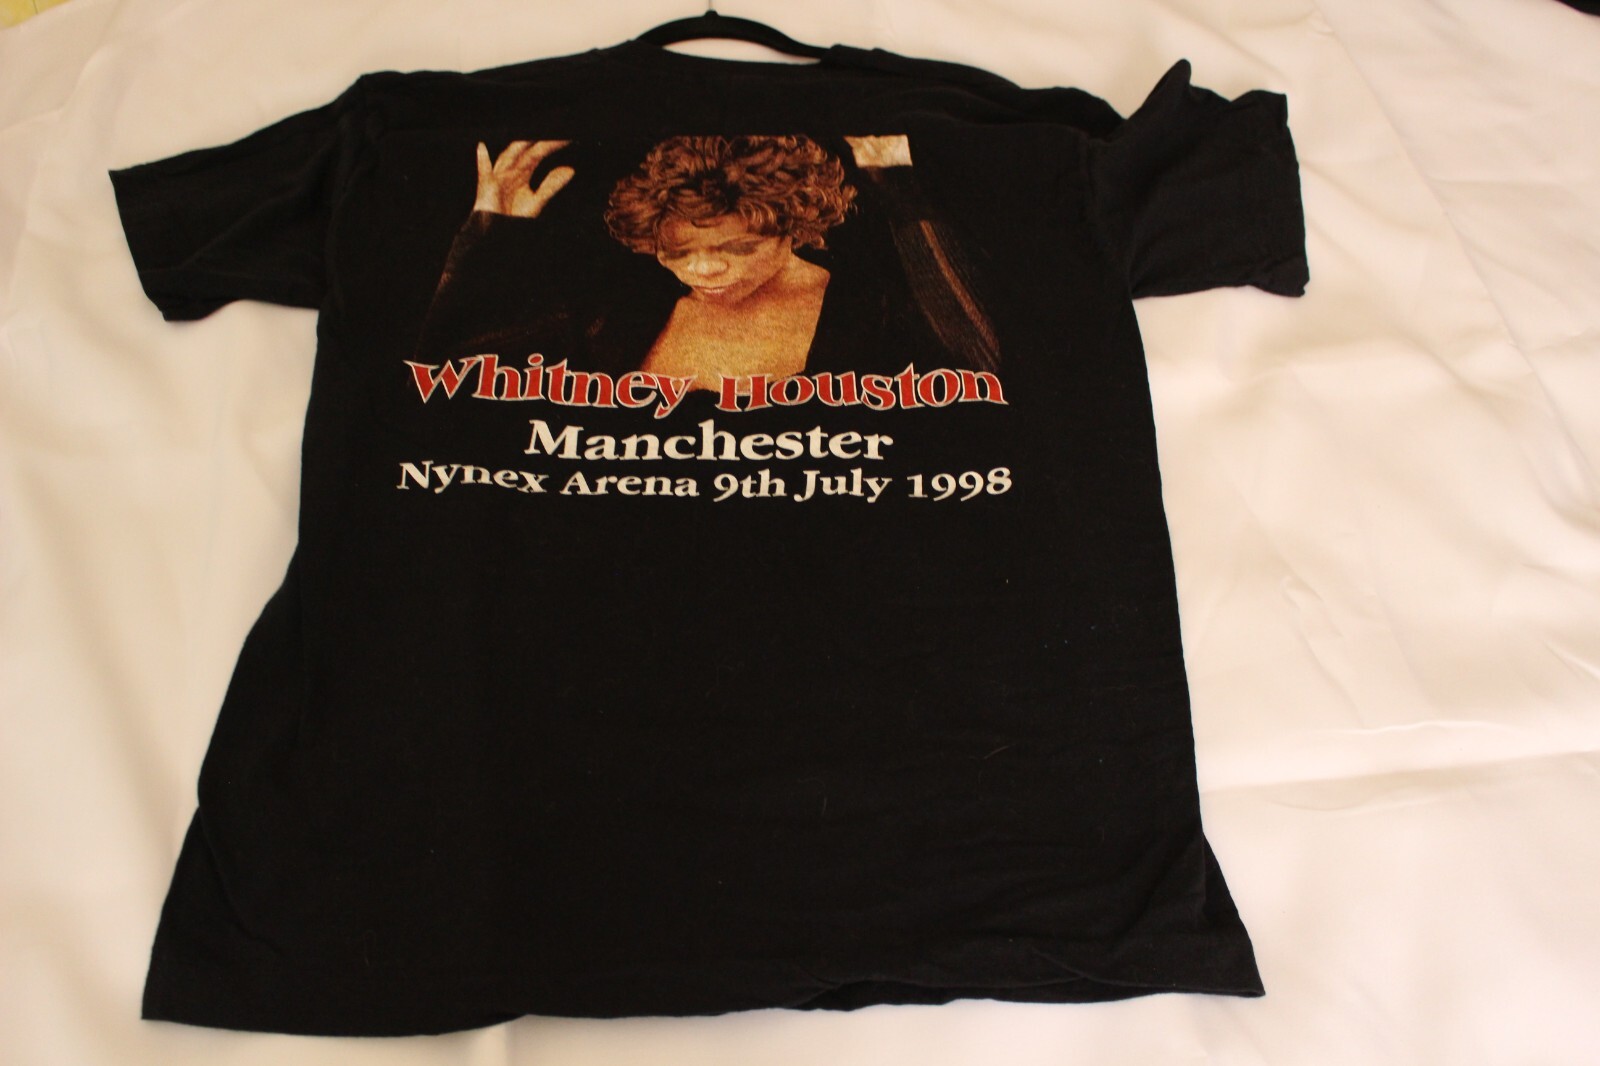 Whitney Houston
Manchester
Nynex Arena 9th July 1998